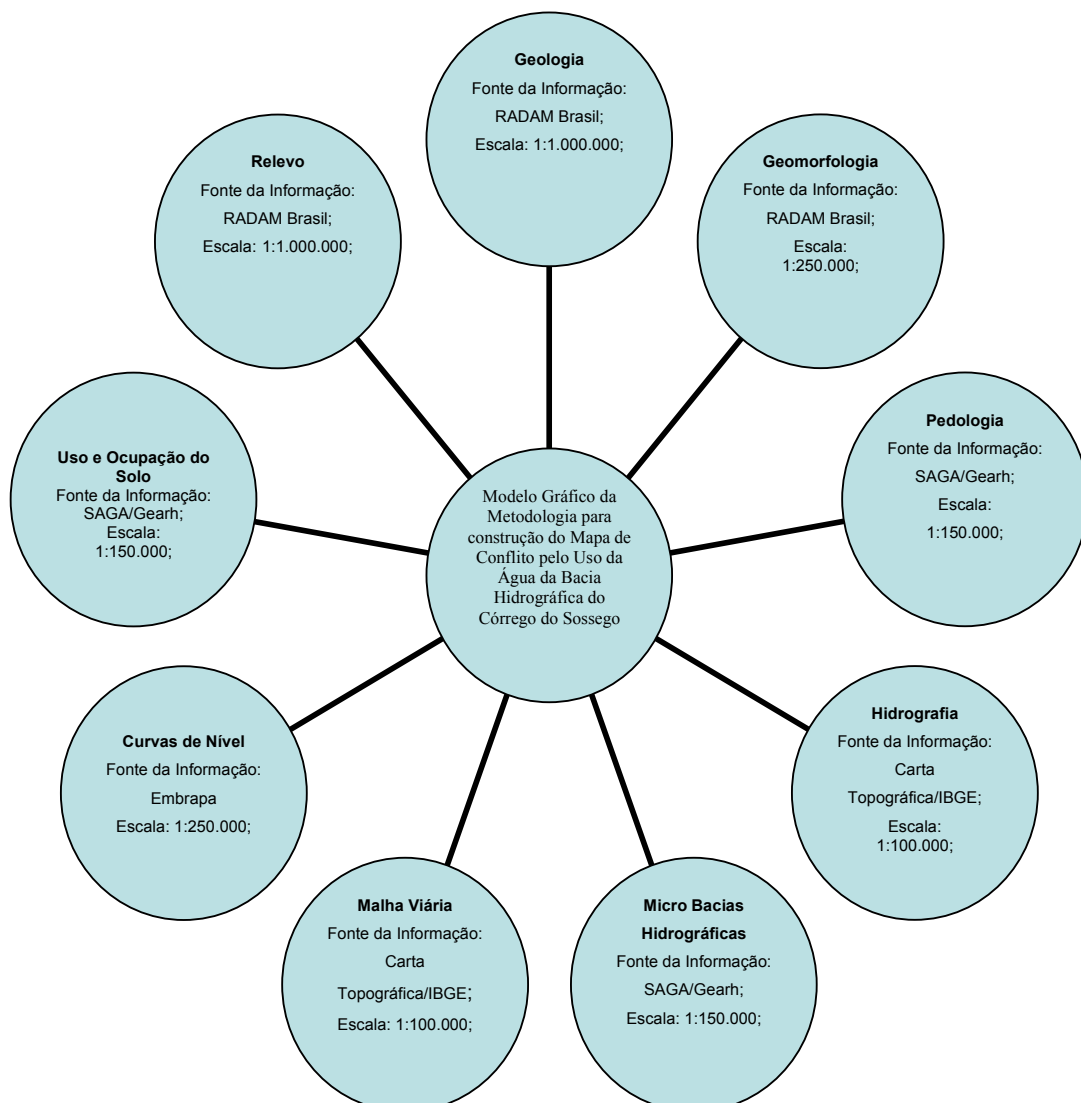 Geologia
Fonte da Informação:
RADAM Brasil;
Escala: 1:1.000.000;
Relevo
Fonte da Informação:
RADAM Brasil;
Escala: 1:1.000.000;
Geomorfologia
Fonte da Informação:
RADAM Brasil;
Escala:
1:250.000;
Uso e Ocupação do
Solo
Fonte da Informação:
SAGA/Gearh;
Escala:
1:150.000;
Modelo Gráfico da
Metodologia para
construção do Mapa de
Conflito pelo Uso da
Água da Bacia
Hidrográfica do
Córrego do Sossego
Pedologia
Fonte da Informação:
SAGA/Gearh;
Escala:
1:150.000;
Curvas de Nível
Fonte da Informação:
Embrapa
Escala: 1:250.000;
Hidrografia
Fonte da Informação:
Carta
Topográfica/IBGE;
Escala:
1:100.000;
Malha Viária
Fonte da Informação:
Carta
Topográfica/IBGE;
Escala: 1:100.000;
Micro Bacias
Hidrográficas
Fonte da Informação:
SAGA/Gearh;
Escala: 1:150.000;